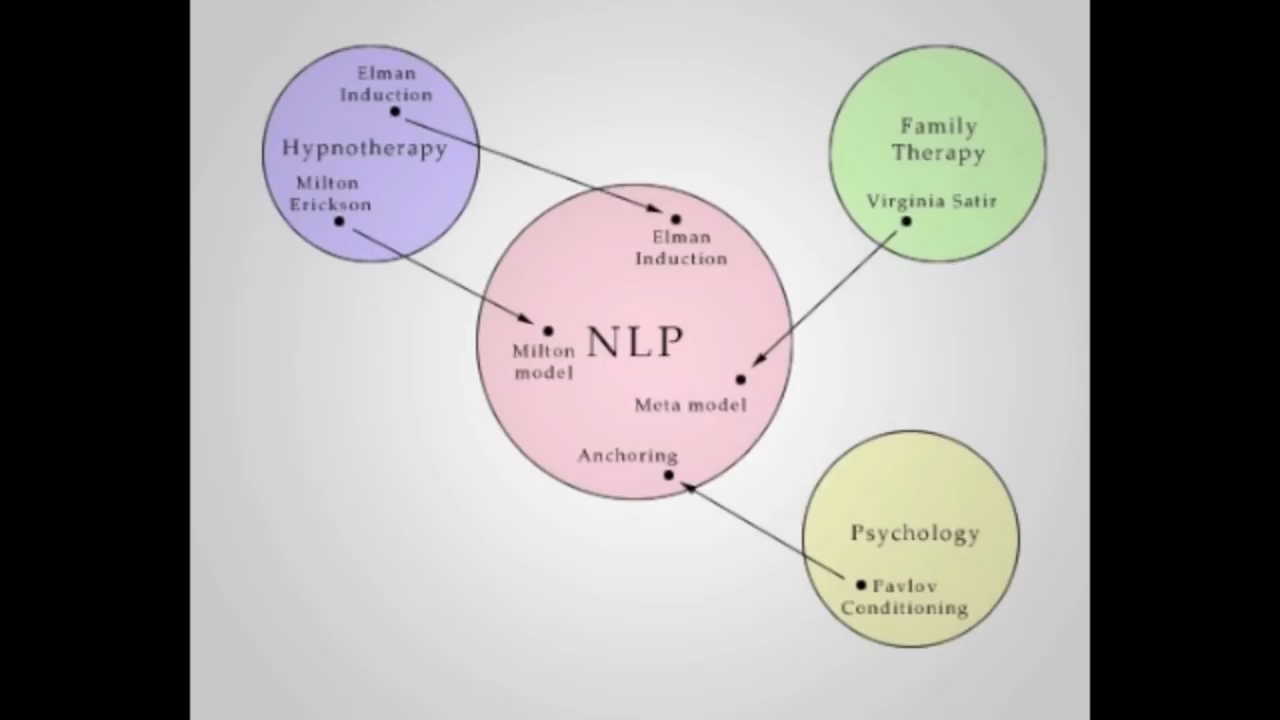 Elman
Induction
Hypnotherapy
Milton
Erickson
Family
Therapy
Virginia Satir
Elman
Induction
NLP
Milton
model
Meta model
Anchoring
Psychology
Pavlov
Conditioning